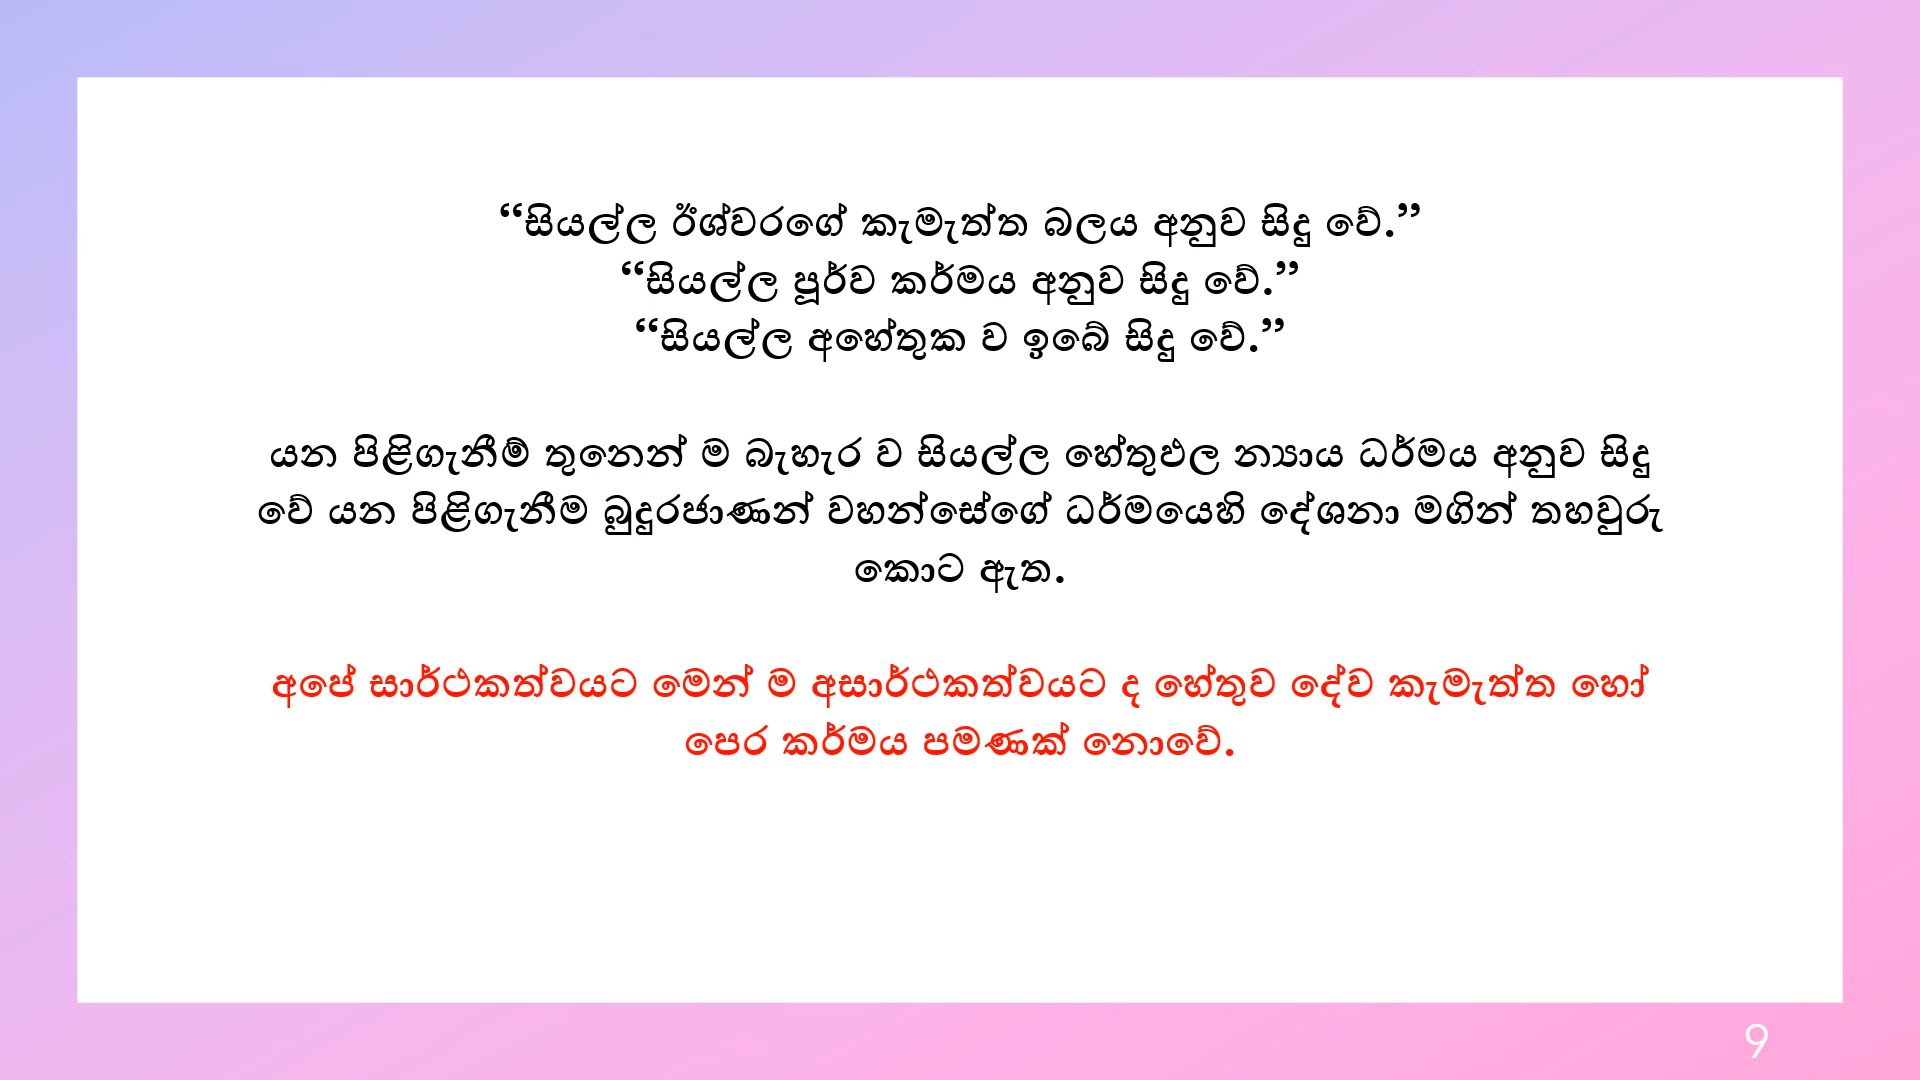 “සියල්ල ඊශ්වරගේ කැමැත්ත බලය අනුව සිදු වේ.”
“සියල්ල පූර්ව කර්මය අනුව සිදු වේ.”
“සියල්ල අහේතුක ව ඉබේ සිදු වේ.”
යන පිළිගැනීම් තුනෙන් ම බැහැර ව සියල්ල හේතුඵල න්‍යාය ධර්මය අනුව සිදු
වේ යන පිළිගැනීම බුදුරජාණන් වහන්සේගේ ධර්මයෙහි දේශනා මගින් තහවුරු
කොට ඇත.
අපේ සාර්ථකත්වයට මෙන් ම අසාර්ථකත්වයට ද හේතුව දේව කැමැත්ත හෝ
පෙර කර්මය පමණක් නොවේ.
9